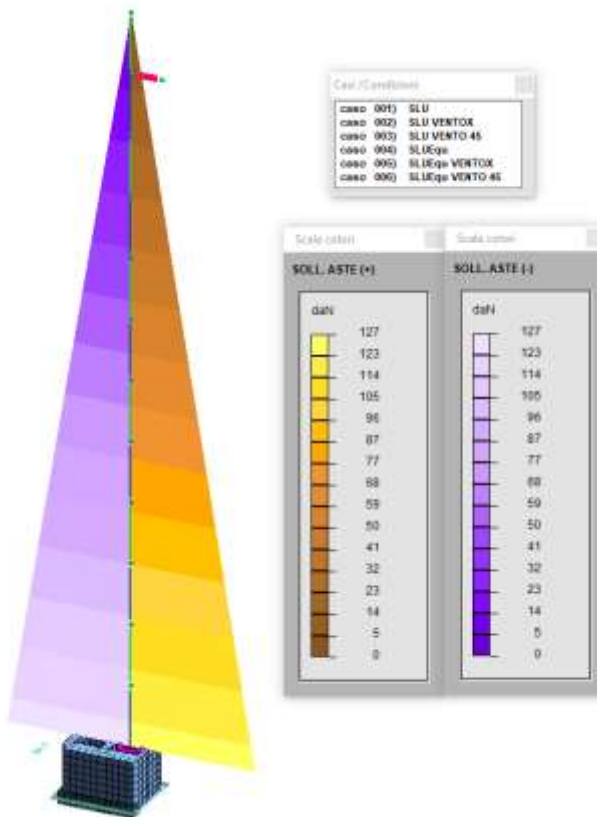 Casi /Condizioni
caso 001) SLU
caso 002) SLU VENTOX
caso 003) SLU VENTO 45
caso 004) SLUEqu
caso 005) SLUEqu VENTOX
caso 006) SLUEqu VENTO 45
Scala colori
SOLL. ASTE (+)
daN
127
123
114
105
96
87
77
68
59
50
41
32
23
14
5
0
Scala colori
SOLL. ASTE (-)
daN
127
123
114
105
96
87
77
68
59
50
41
32
23
14
5
0